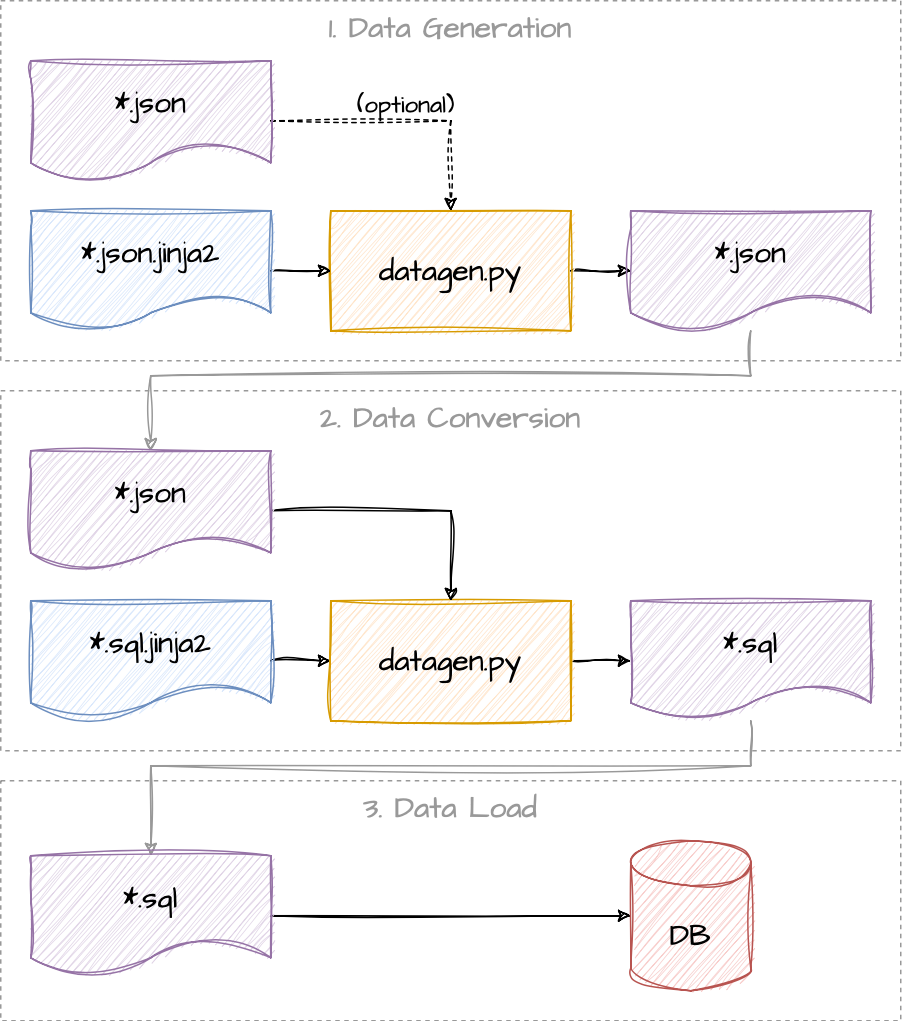 1. Data Generation
*.json
(optional)
*.json.jinja2
datagen.py
*.json
2. Data Conversion
*.json
*.sql.jinja2
datagen.py
*.sql
3. Data Load
*.sql
DB